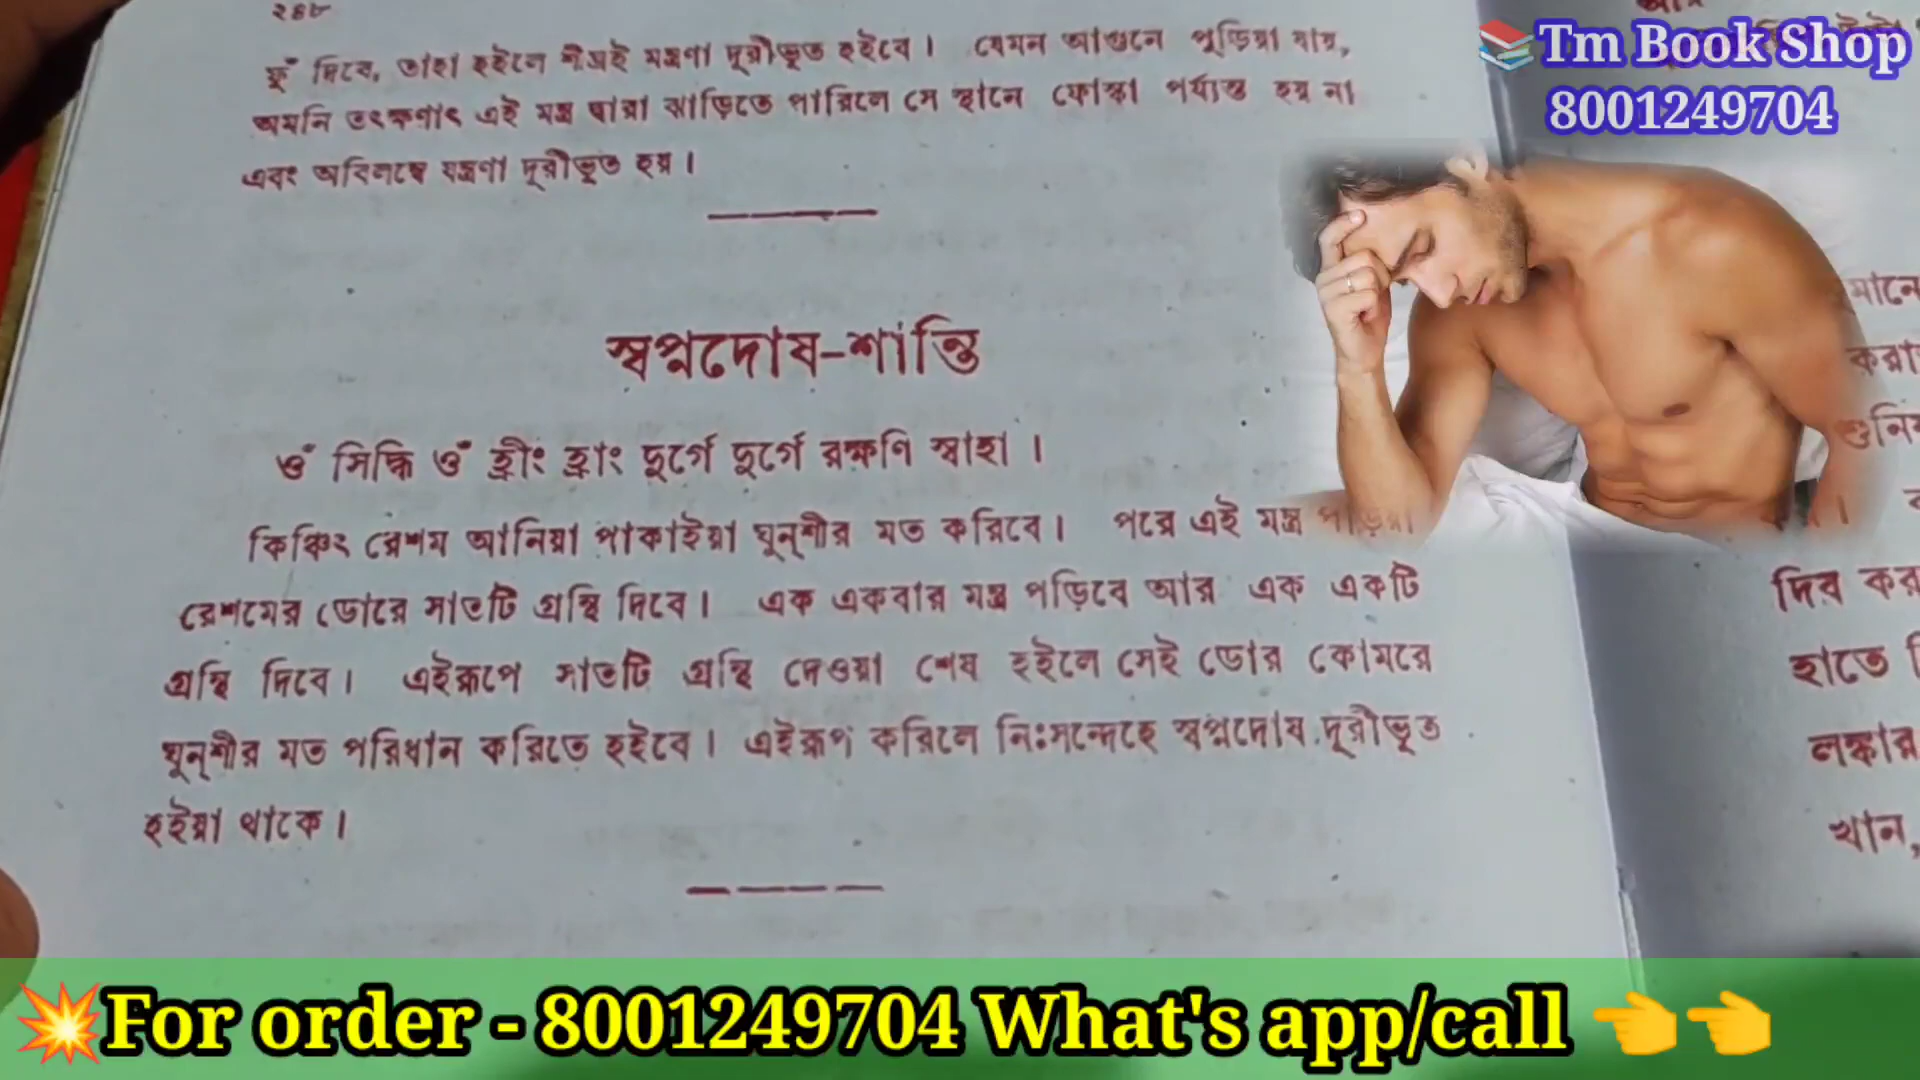 ২৪৮
ফুঁ দিবে, তাহা হইলে শীঘ্রই যন্ত্রণা দূরীভূত হইবে। যেমন আগুনে পুড়িয়া যায়,
অমনি তৎক্ষণাৎ এই মন্ত্র দ্বারা ঝাড়িতে পারিলে সে স্থানে ফোস্কা পর্য্যন্ত হয় না
এবং অবিলম্বে যন্ত্রণা দূরীভূত হয়।
স্বপ্নদোষ-শান্তি
ওঁ সিদ্ধি ওঁ হ্রীং হ্রাং দুর্গে দুর্গে রক্ষণি স্বাহা।
কিঞ্চিং রেশম আনিয়া পাকাইয়া ঘুন্‌শীর মত করিবে। পরে এই মন্ত্র পড়িয়া
রেশমের ডোরে সাতটি গ্রন্থি দিবে। এক একবার মন্ত্র পড়িবে আর এক একটি
গ্রন্থি দিবে। এইরূপে সাতটি গ্রন্থি দেওয়া শেষ হইলে সেই ডোর কোমরে
ঘুন্‌শীর মত পরিধান করিতে হইবে। এইরূপ করিলে নিঃসন্দেহে স্বপ্নদোষ দূরীভূত
হইয়া থাকে।
📚Tm Book Shop
8001249704
মানে
করা
দিব কর
হাতে
লঙ্কার
খান,
💥For order - 8001249704 What's app/call 👈👈